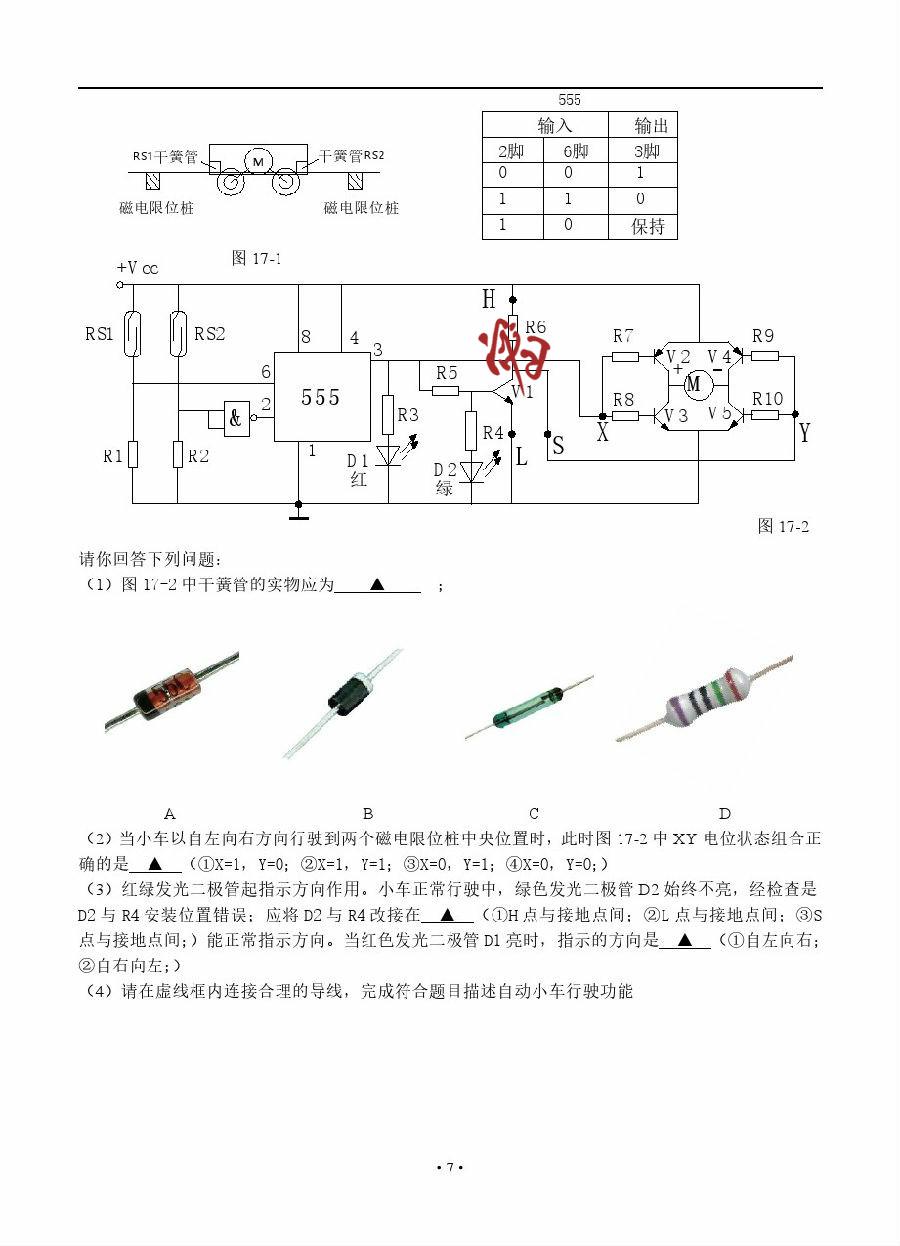 555
输入 输出
2脚 6脚 3脚
0 0 1
1 1 0
1 0 保持
RS1干簧管 M 干簧管RS2
磁电限位桩 磁电限位桩
图 17-1
+Vcc
H
RS1 RS2 8 4 3 R6 R7 R9
6 R5 V2 V4
+ M -
2 555 V1 R8 V3 V5 R10
& R3 R4 L S X Y
R1 R2 1 D1 D2
红 绿
图 17-2
请你回答下列问题:
(1)图 17-2 中干簧管的实物应为 ▲ ;
A B C D
(2)当小车以自左向右方向行驶到两个磁电限位桩中央位置时,此时图 17-2 中 XY 电位状态组合正
确的是 ▲ (①X=1,Y=0;②X=1,Y=1;③X=0,Y=1;④X=0,Y=0;)
(3)红绿发光二极管起指示方向作用。小车正常行驶中,绿色发光二极管 D2 始终不亮,经检查是
D2 与 R4 安装位置错误;应将 D2 与 R4 改接在 ▲ (①H 点与接地点间;②L 点与接地点间;③S
点与接地点间;)能正常指示方向。当红色发光二极管 D1 亮时,指示的方向是 ▲ (①自左向右;
②自右向左;)
(4)请在虚线框内连接合理的导线,完成符合题目描述自动小车行驶功能
• 7 •